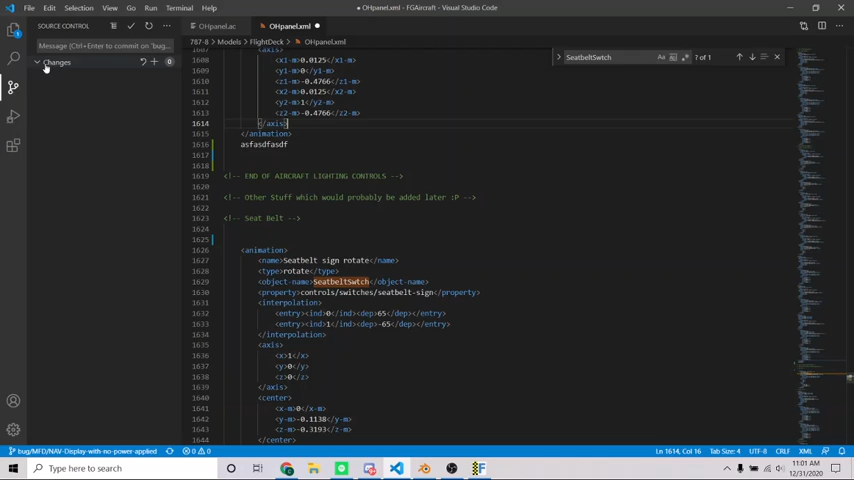 File Edit Selection View Go Run Terminal Help OHpanel.xml - FGAircraft - Visual Studio Code
SOURCE CONTROL
OHpanel.ac
OHpanel.xml
Message (Ctrl+Enter to commit on 'bug...
787-8 > Models > FlightDeck > OHpanel.xml
SeatbeltSwtch Aa ? of 1
Changes 0
1607 <axis>
1608 <x1-m>0.0125</x1-m>
1609 <y1-m>0</y1-m>
1610 <z1-m>-0.4766</z1-m>
1611 <x2-m>0.0125</x2-m>
1612 <y2-m>1</y2-m>
1613 <z2-m>-0.4766</z2-m>
1614 </axis>
1615 </animation>
1616 asfasdfasdf
1617
1618
1619 <!-- END OF AIRCRAFT LIGHTING CONTROLS -->
1620
1621 <!-- Other Stuff which would probably be added later :P -->
1622
1623 <!-- Seat Belt -->
1624
1625
1626 <animation>
1627 <name>Seatbelt sign rotate</name>
1628 <type>rotate</type>
1629 <object-name>SeatbeltSwtch</object-name>
1630 <property>controls/switches/seatbelt-sign</property>
1631 <interpolation>
1632 <entry><ind>0</ind><dep>65</dep></entry>
1633 <entry><ind>1</ind><dep>-65</dep></entry>
1634 </interpolation>
1635 <axis>
1636 <x>1</x>
1637 <y>0</y>
1638 <z>0</z>
1639 </axis>
1640 <center>
1641 <x-m>0</x-m>
1642 <y-m>-0.1138</y-m>
1643 <z-m>-0.3193</z-m>
1644 </center>
bug/MFD/NAV-Display-with-no-power-applied 0 0 Ln 1614, Col 16 Tab Size: 4 UTF-8 CRLF XML
Type here to search
11:01 AM
12/31/2020